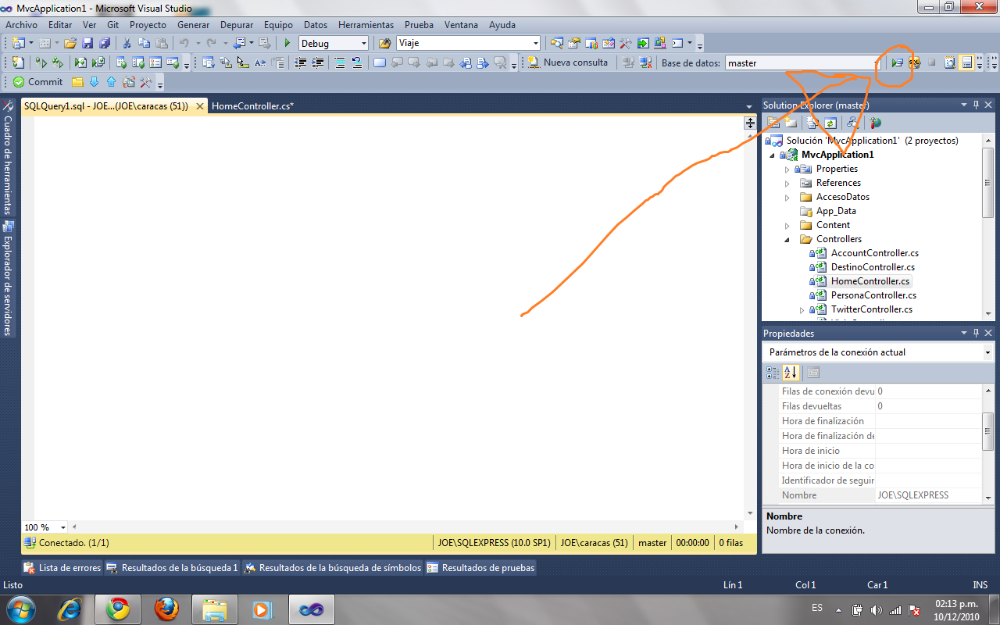 MvcApplication1 - Microsoft Visual Studio
Archivo Editar Ver Git Proyecto Generar Depurar Equipo Datos Herramientas Prueba Ventana Ayuda
Debug Viaje
Nueva consulta Base de datos: master
Commit
SQLQuery1.sql - JOE...(JOE\caracas (51)) HomeController.cs*
Cuadro de herramientas
Explorador de servidores
Solution Explorer (master)
Solución 'MvcApplication1' (2 proyectos)
MvcApplication1
Properties
References
AccesoDatos
App_Data
Content
Controllers
AccountController.cs
DestinoController.cs
HomeController.cs
PersonaController.cs
TwitterController.cs
Propiedades
Parámetros de la conexión actual
Filas de conexión devu 0
Filas devueltas 0
Hora de finalización
Hora de finalización de
Hora de inicio
Hora de inicio de la co
Identificador de seguir
Nombre JOE\SQLEXPRESS
Nombre
Nombre de la conexión.
100 %
Conectado. (1/1) JOE\SQLEXPRESS (10.0 SP1) JOE\caracas (51) master 00:00:00 0 filas
Lista de errores Resultados de la búsqueda 1 Resultados de la búsqueda de símbolos Resultados de pruebas
Listo Lín 1 Col 1 Car 1 INS
ES 02:13 p.m.
10/12/2010